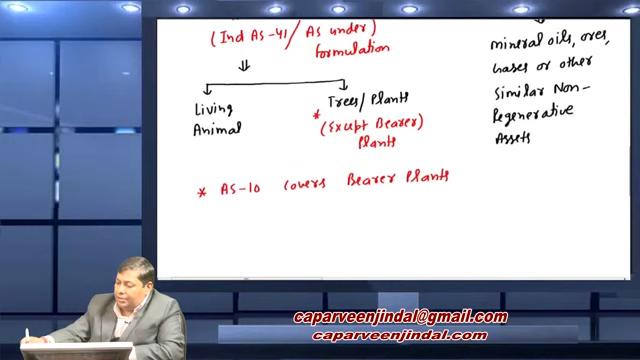 (Ind AS-41/ AS under
formulation)
⇓
Living
Animal
Trees/Plants
* (Except Bearer)
Plants
mineral oils, ores,
Gases or other
Similar Non-
Regenerative
Assets
* AS-10 covers Bearer Plants
caparveenjindal@gmail.com
caparveenjindal.com